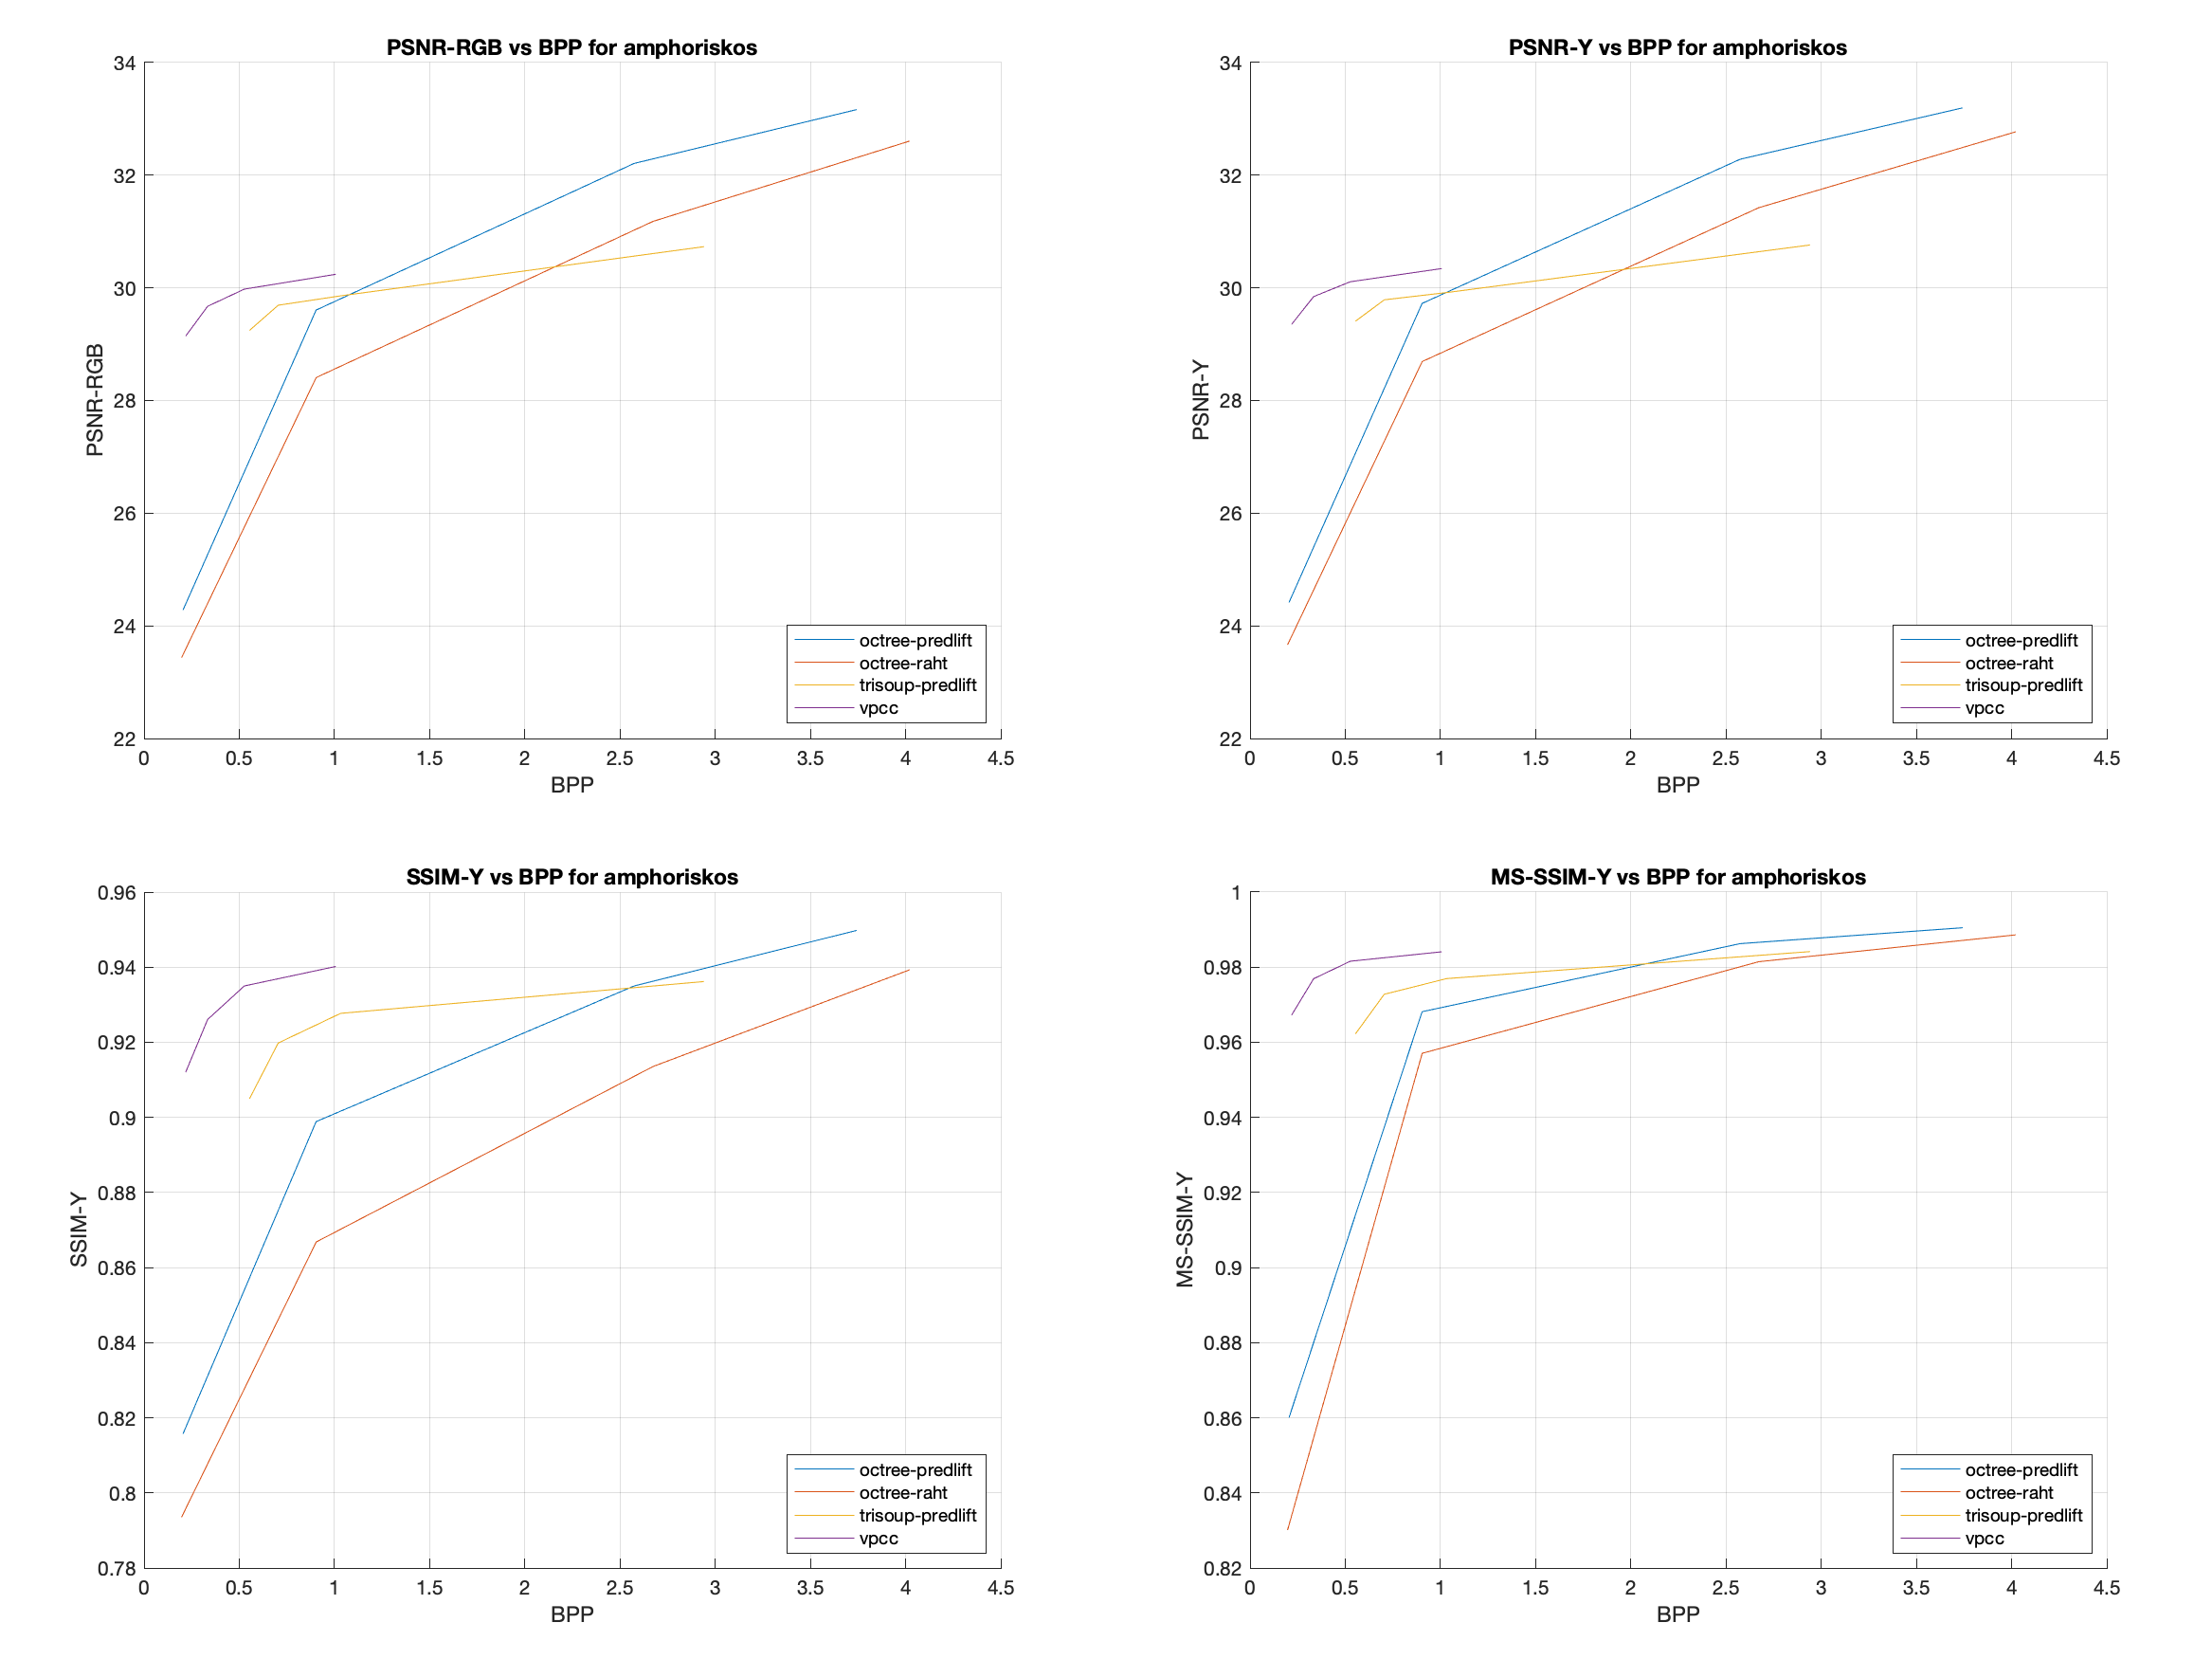 PSNR-RGB vs BPP for amphoriskos
34
32
30
28
26
24
22
PSNR-RGB
0 0.5 1 1.5 2 2.5 3 3.5 4 4.5
BPP
octree-predlift
octree-raht
trisoup-predlift
vpcc
PSNR-Y vs BPP for amphoriskos
34
32
30
28
26
24
22
PSNR-Y
0 0.5 1 1.5 2 2.5 3 3.5 4 4.5
BPP
octree-predlift
octree-raht
trisoup-predlift
vpcc
SSIM-Y vs BPP for amphoriskos
0.96
0.94
0.92
0.9
0.88
0.86
0.84
0.82
0.8
0.78
SSIM-Y
0 0.5 1 1.5 2 2.5 3 3.5 4 4.5
BPP
octree-predlift
octree-raht
trisoup-predlift
vpcc
MS-SSIM-Y vs BPP for amphoriskos
1
0.98
0.96
0.94
0.92
0.9
0.88
0.86
0.84
0.82
MS-SSIM-Y
0 0.5 1 1.5 2 2.5 3 3.5 4 4.5
BPP
octree-predlift
octree-raht
trisoup-predlift
vpcc